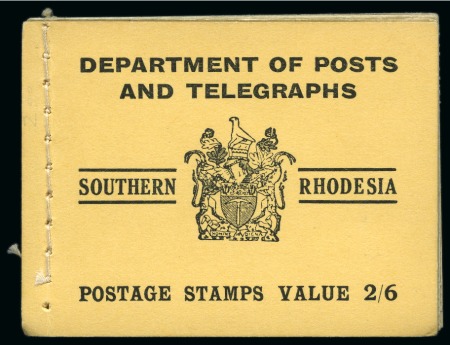 DEPARTMENT OF POSTS
AND TELEGRAPHS
SOUTHERN RHODESIA
POSTAGE STAMPS VALUE 2/6